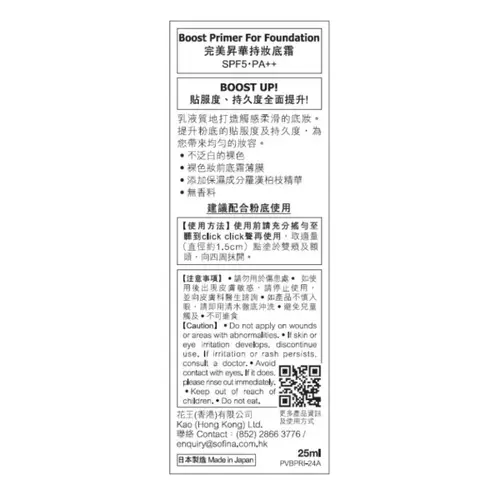 Boost Primer For Foundation
完美昇華持妝底霜
SPF5・PA++
BOOST UP!
貼服度、持久度全面提升!
乳液質地打造觸感柔滑的底妝。
提升粉底的貼服度及持久度，為
您帶來均勻的妝容。
• 不泛白的裸色
• 裸色妝前底霜薄膜
• 添加保濕成分羅漢柏枝精華
• 無香料
建議配合粉底使用
【使用方法】使用前請充分搖勻至
聽到click click聲再使用，取適量
（直徑約1.5cm）點塗於雙頰及額
頭，向四周抹開。
【注意事項】• 請勿用於傷患處 • 如使
用後出現皮膚敏感，請停止使用，
並向皮膚科醫生諮詢 • 如產品不慎入
眼，請即用清水徹底沖洗 • 避免兒童
觸及 • 不可進食
【Caution】 • Do not apply on wounds
or areas with abnormalities. • If skin or
eye irritation develops, discontinue
use. If irritation or rash persists,
consult a doctor. • Avoid
contact with eyes. If it does,
please rinse out immediately.
• Keep out of reach of
children. • Do not eat.
花王(香港)有限公司
Kao (Hong Kong) Ltd.
聯絡 Contact : (852) 2866 3776 /
enquiry@sofina.com.hk
更多產品資訊
及使用方式
日本製造 Made in Japan
25ml
PVBPRI-24A